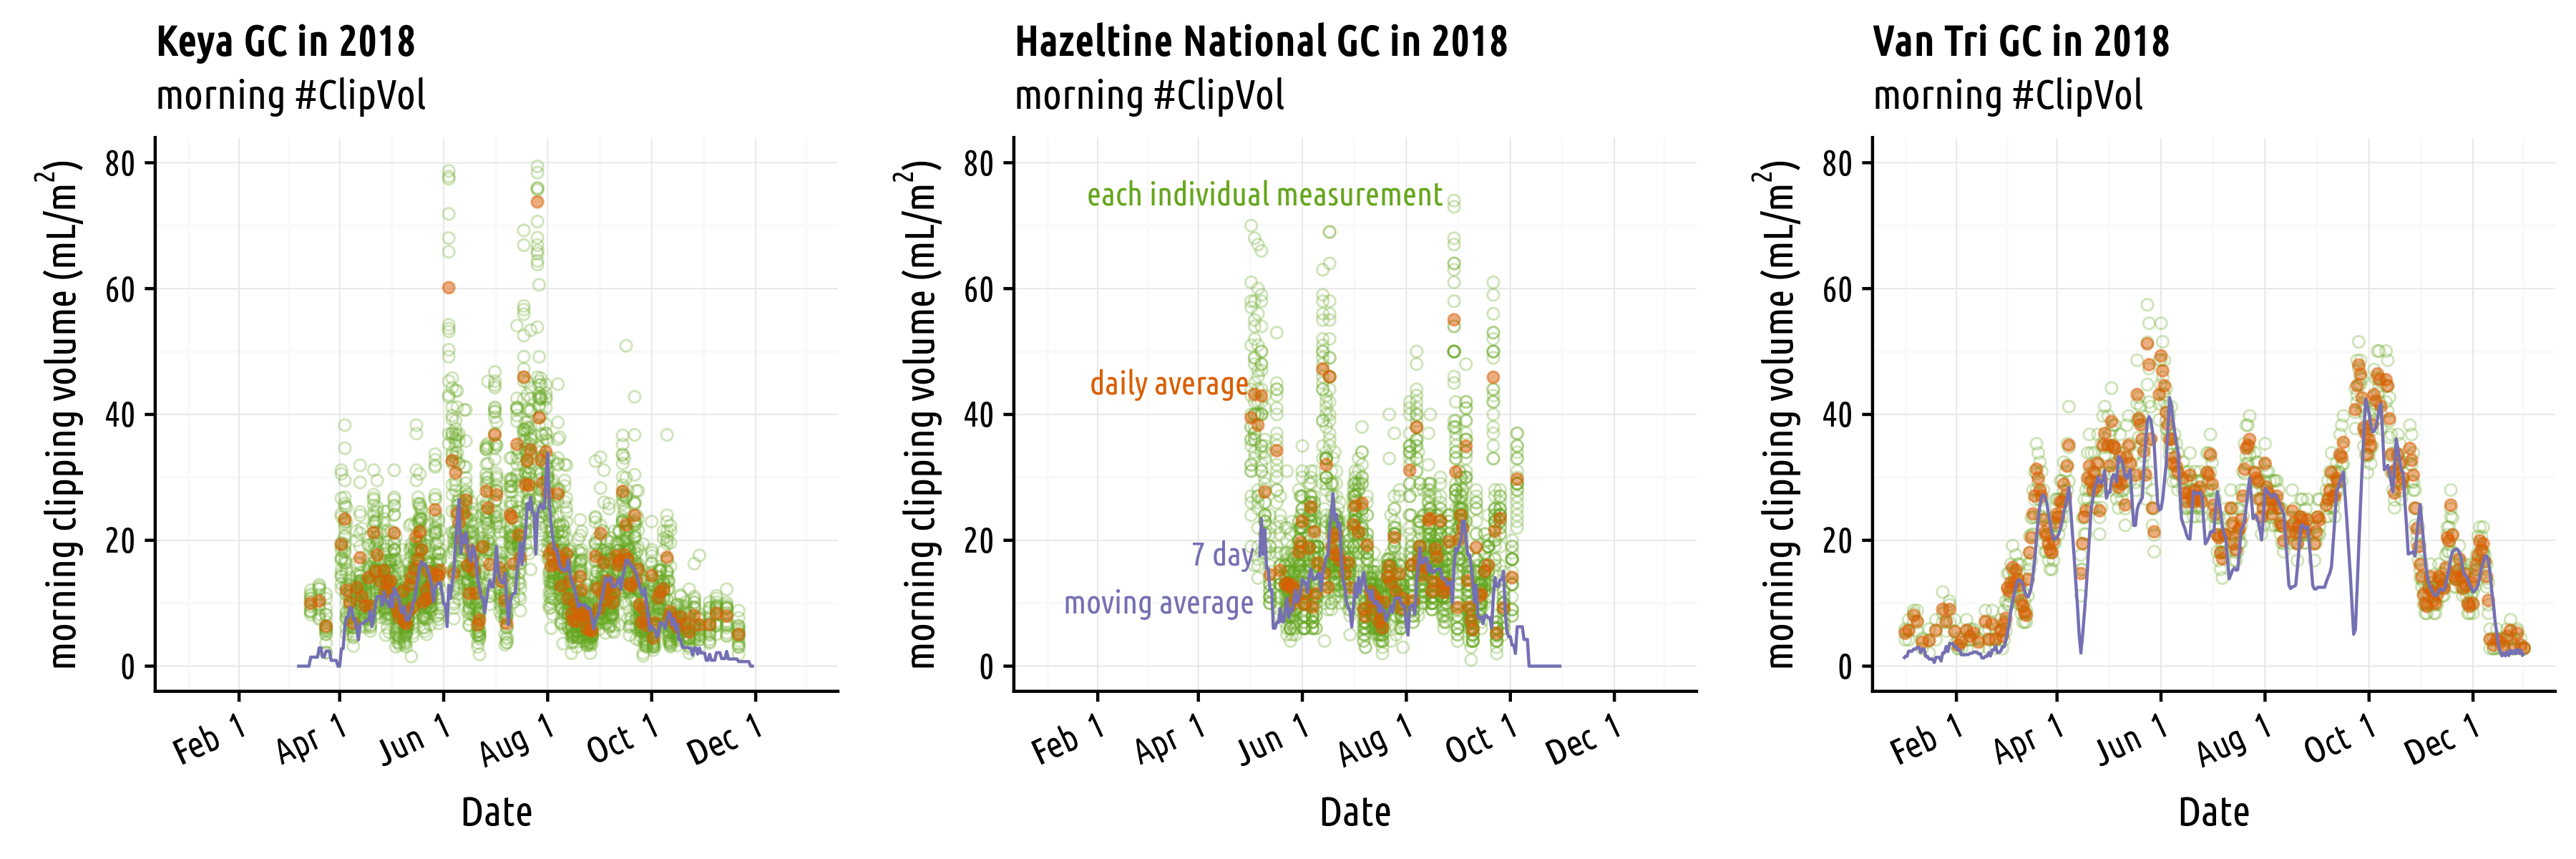 Keya GC in 2018
morning #ClipVol
morning clipping volume (mL/m²)
80
60
40
20
0
Feb 1
Apr 1
Jun 1
Aug 1
Oct 1
Dec 1
Date
Hazeltine National GC in 2018
morning #ClipVol
morning clipping volume (mL/m²)
80
60
40
20
0
each individual measurement
daily average
7 day
moving average
Feb 1
Apr 1
Jun 1
Aug 1
Oct 1
Dec 1
Date
Van Tri GC in 2018
morning #ClipVol
morning clipping volume (mL/m²)
80
60
40
20
0
Feb 1
Apr 1
Jun 1
Aug 1
Oct 1
Dec 1
Date